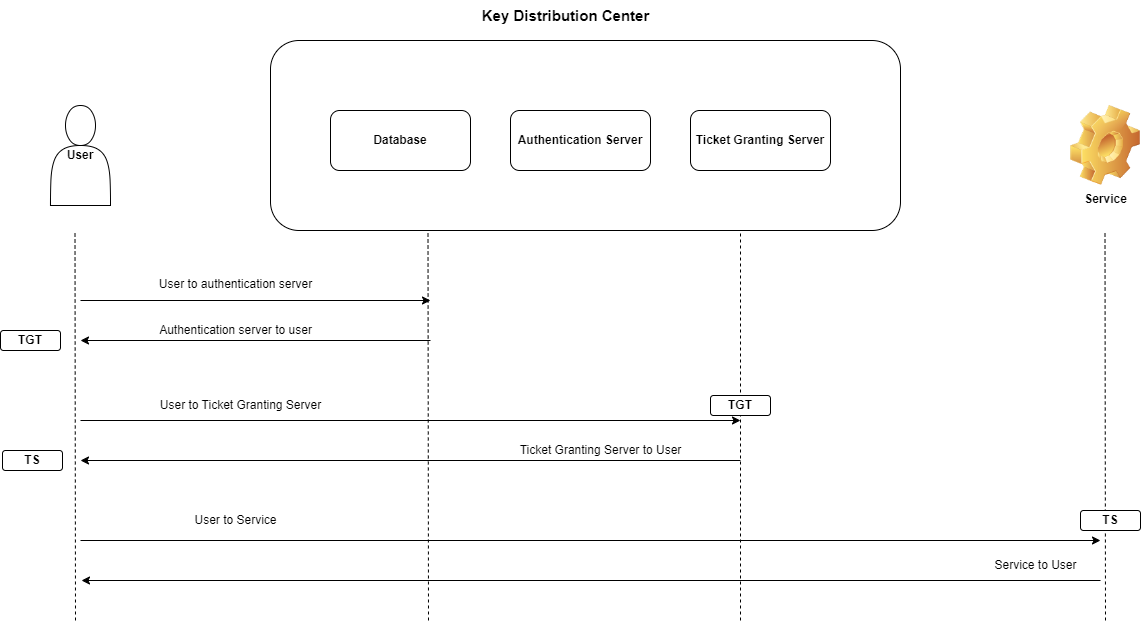 Key Distribution Center
Database
Authentication Server
Ticket Granting Server
User
Service
User to authentication server
Authentication server to user
TGT
User to Ticket Granting Server
TGT
Ticket Granting Server to User
TS
User to Service
TS
Service to User